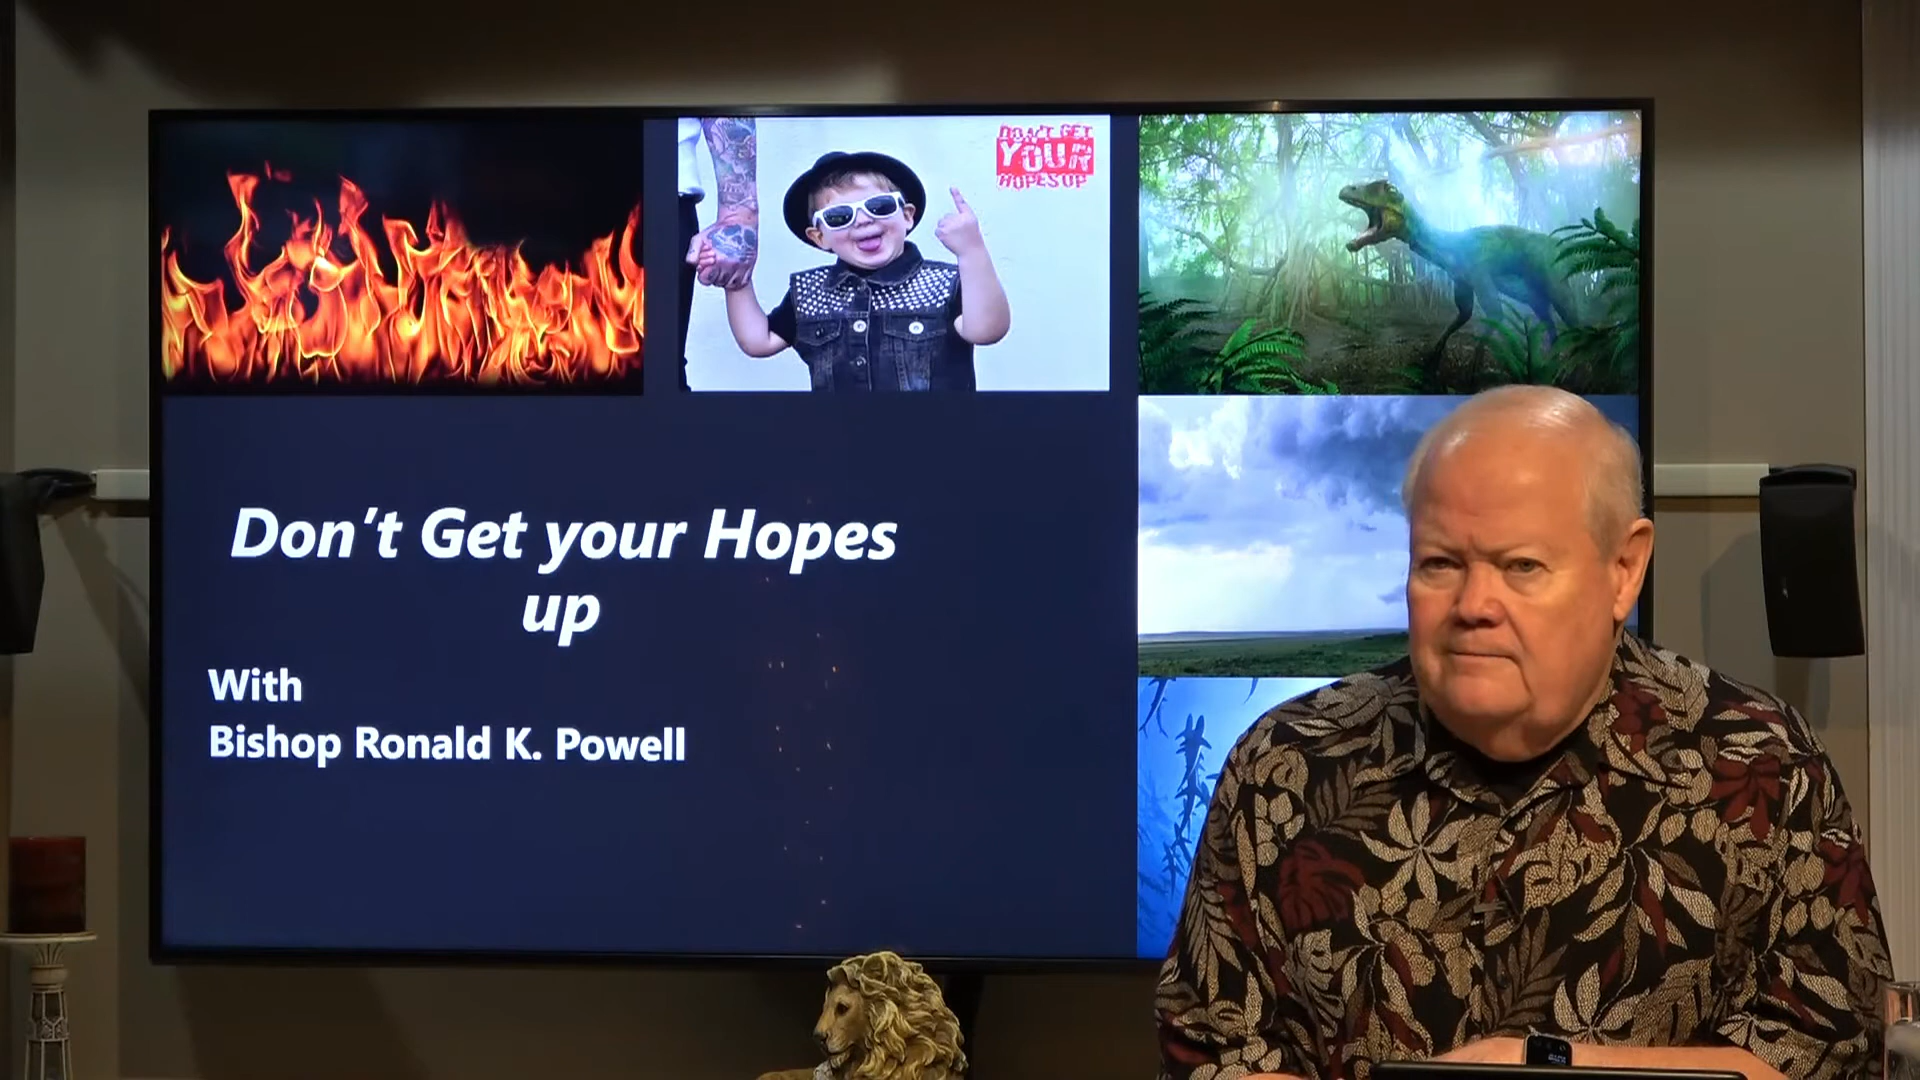 DON'T GET
YOUR
HOPES UP
Don't Get your Hopes
up
With
Bishop Ronald K. Powell